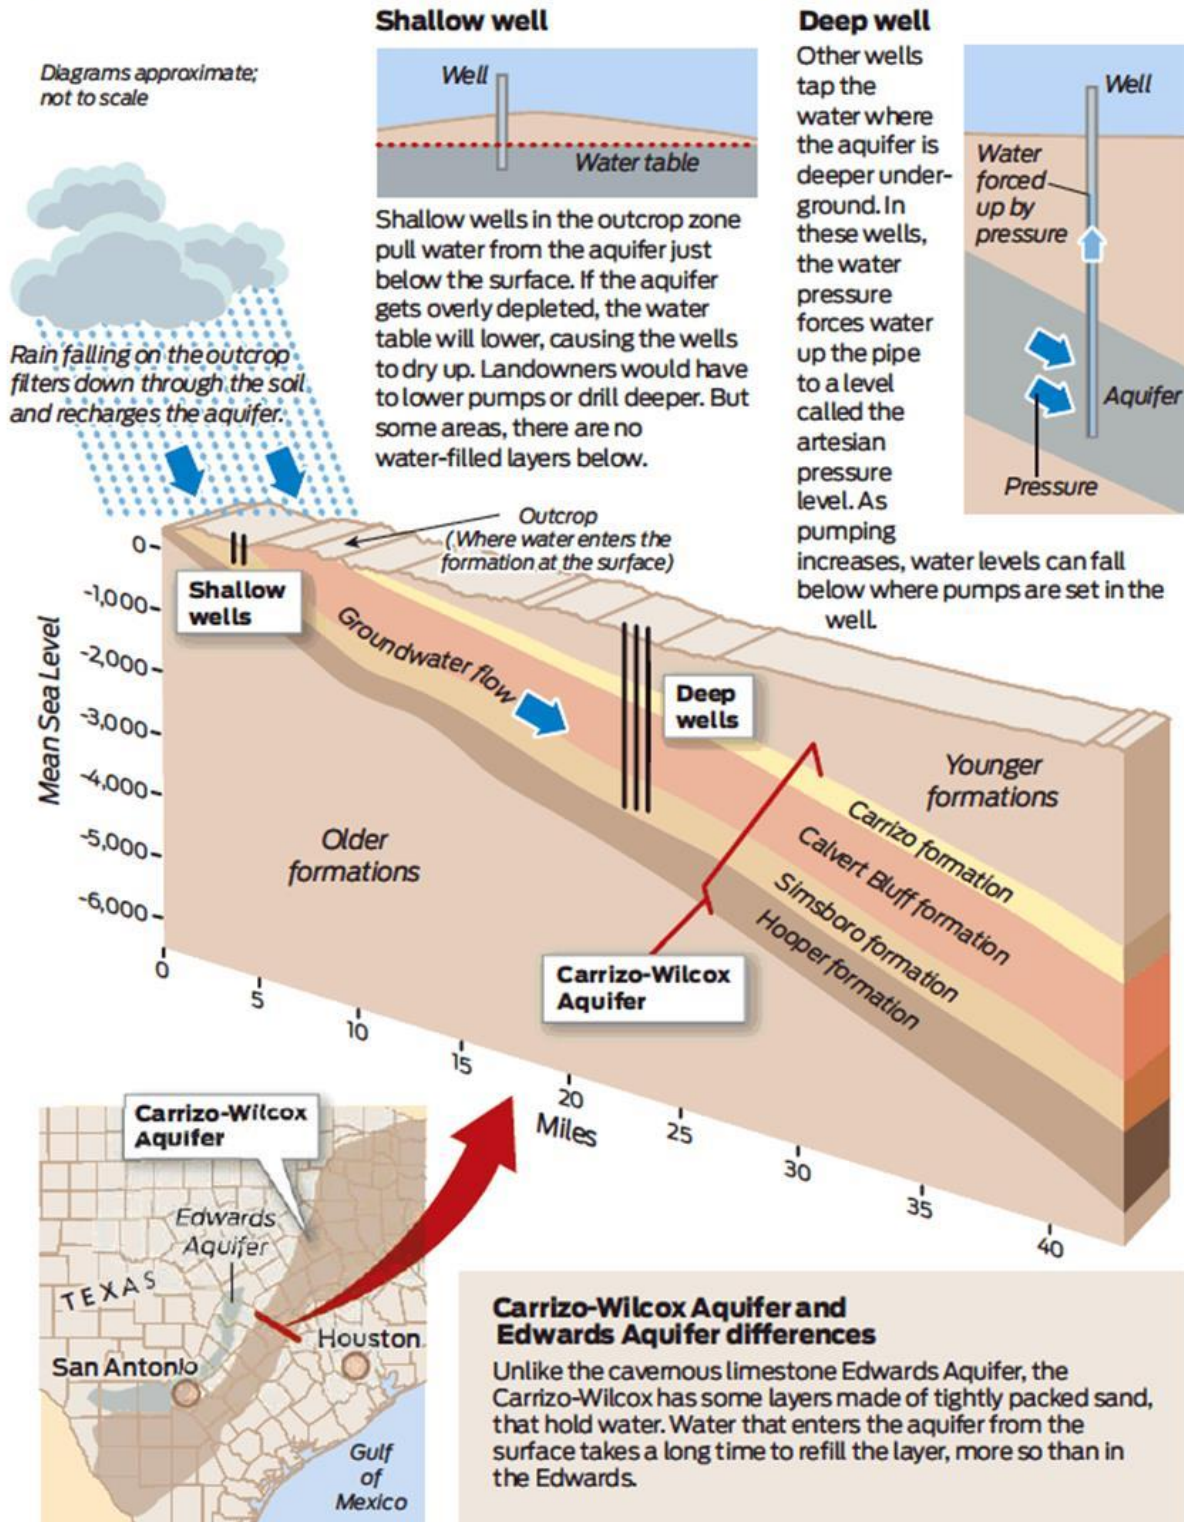 Diagrams approximate;
not to scale
Rain falling on the outcrop
filters down through the soil
and recharges the aquifer.
Shallow well
Well
Water table
Shallow wells in the outcrop zone
pull water from the aquifer just
below the surface. If the aquifer
gets overly depleted, the water
table will lower, causing the wells
to dry up. Landowners would have
to lower pumps or drill deeper. But
some areas, there are no
water-filled layers below.
Deep well
Other wells
tap the
water where
the aquifer is
deeper under-
ground. In
these wells,
the water
pressure
forces water
up the pipe
to a level
called the
artesian
pressure
level. As
pumping
increases, water levels can fall
below where pumps are set in the
well.
Well
Water
forced
up by
pressure
Aquifer
Pressure
Outcrop
(Where water enters the
formation at the surface)
Mean Sea Level
0
-1,000
-2,000
-3,000
-4,000
-5,000
-6,000
Shallow
wells
Groundwater flow
Deep
wells
Younger
formations
Older
formations
Carrizo formation
Calvert Bluff formation
Simsboro formation
Hooper formation
Carrizo-Wilcox
Aquifer
0
5
10
15
20
25
30
35
40
Miles
Carrizo-Wilcox
Aquifer
Edwards
Aquifer
TEXAS
Houston
San Antonio
Gulf
of
Mexico
Carrizo-Wilcox Aquifer and
Edwards Aquifer differences
Unlike the cavernous limestone Edwards Aquifer, the
Carrizo-Wilcox has some layers made of tightly packed sand,
that hold water. Water that enters the aquifer from the
surface takes a long time to refill the layer, more so than in
the Edwards.